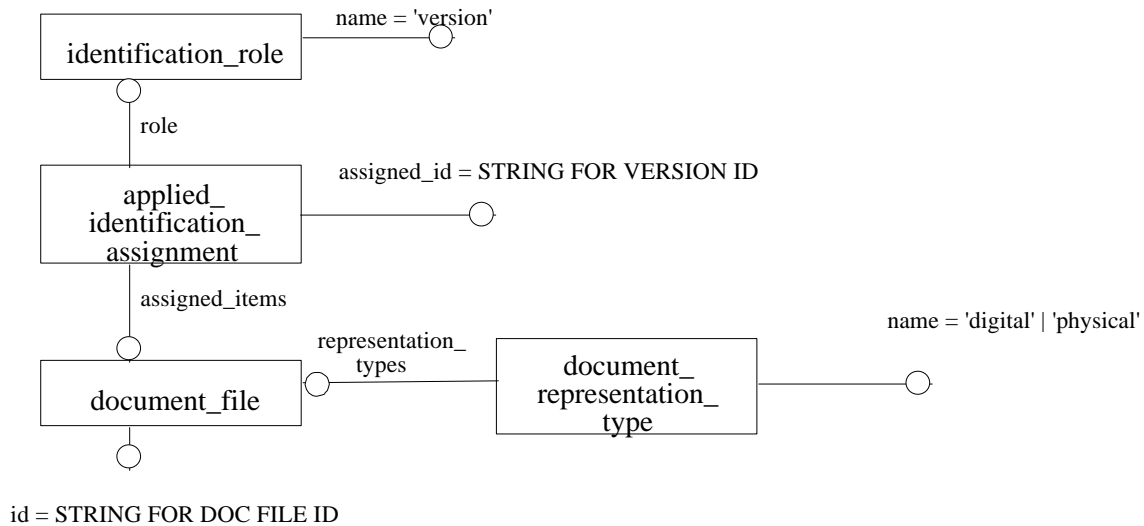 name = 'version'
identification_role
role
assigned_id = STRING FOR VERSION ID
applied_
identification_
assignment
assigned_items
name = 'digital' | 'physical'
representation_
types
document_
representation_
type
document_file
id = STRING FOR DOC FILE ID